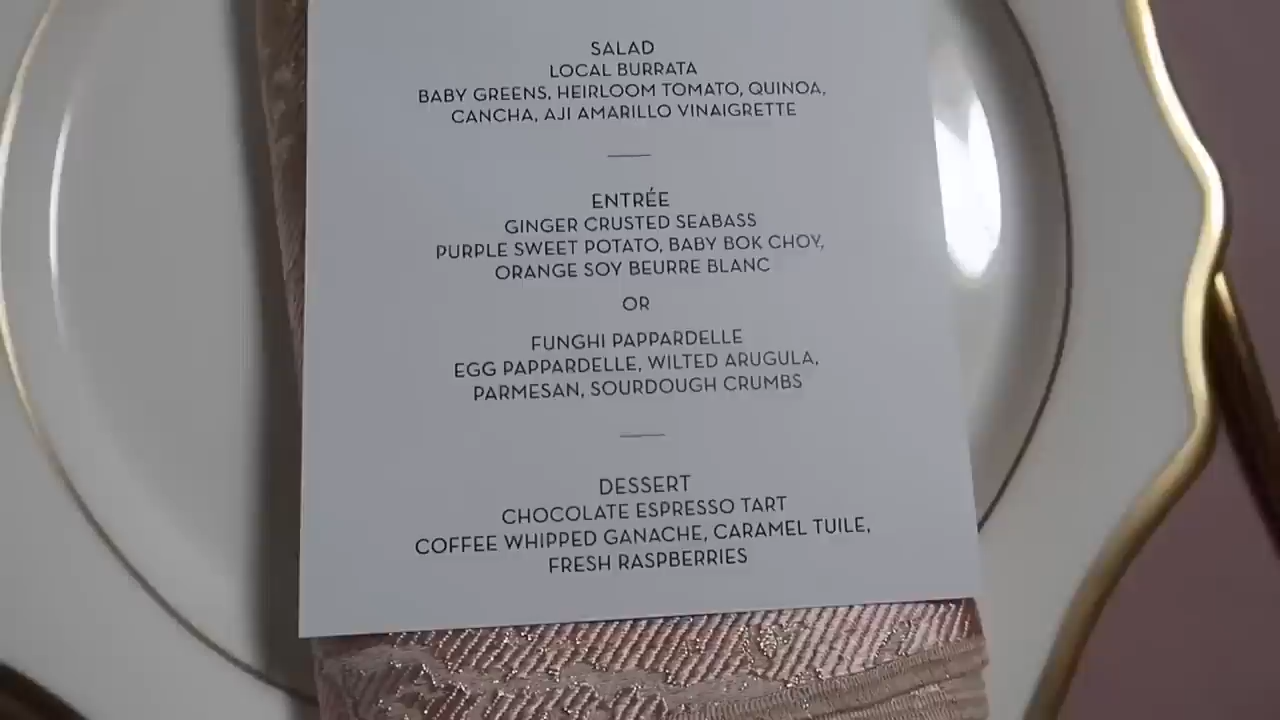 SALAD
LOCAL BURRATA
BABY GREENS, HEIRLOOM TOMATO, QUINOA,
CANCHA, AJI AMARILLO VINAIGRETTE
ENTRÉE
GINGER CRUSTED SEABASS
PURPLE SWEET POTATO, BABY BOK CHOY,
ORANGE SOY BEURRE BLANC
OR
FUNGHI PAPPARDELLE
EGG PAPPARDELLE, WILTED ARUGULA,
PARMESAN, SOURDOUGH CRUMBS
DESSERT
CHOCOLATE ESPRESSO TART
COFFEE WHIPPED GANACHE, CARAMEL TUILE,
FRESH RASPBERRIES